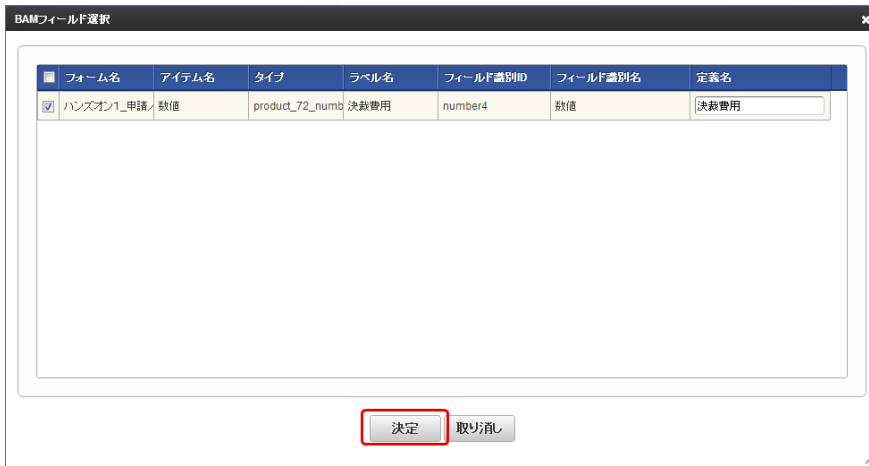 BAMフィールド選択
フォーム名 アイテム名 タイプ ラベル名 フィールド識別ID フィールド識別名 定義名
ハンズオン1_申請 数値 product_72_numb 決裁費用 number4 数値 決裁費用
決定 取り消し